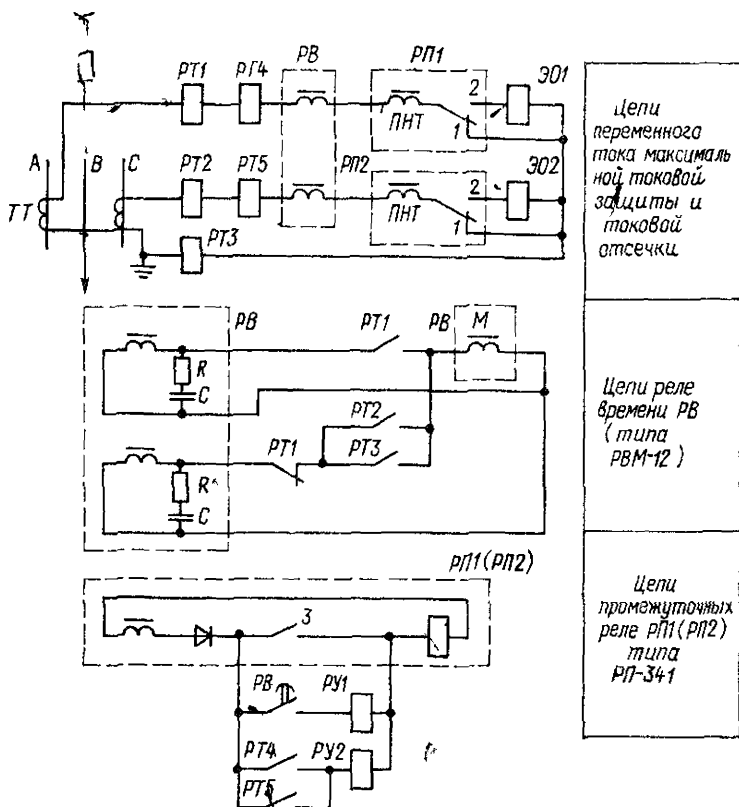 РТ1 РТ4 РВ РП1 ЭО1
2
ПНТ
1
A B C
РТ2 РТ5 РП2 ЭО2
2
ТТ
ПНТ
1
РТ3
Цепи
переменного
тока максималь
ной токовой
защиты и
токовой
отсечки
РВ РТ1 РВ М
R
C
РТ2
РТ1 РТ3
R
C
Цепи реле
времени РВ
(типа
РВМ-12)
РП1(РП2)
3
РВ РУ1
РТ4 РУ2
РТ5
Цепи
промежуточных
реле РП1(РП2)
типа
РП-341